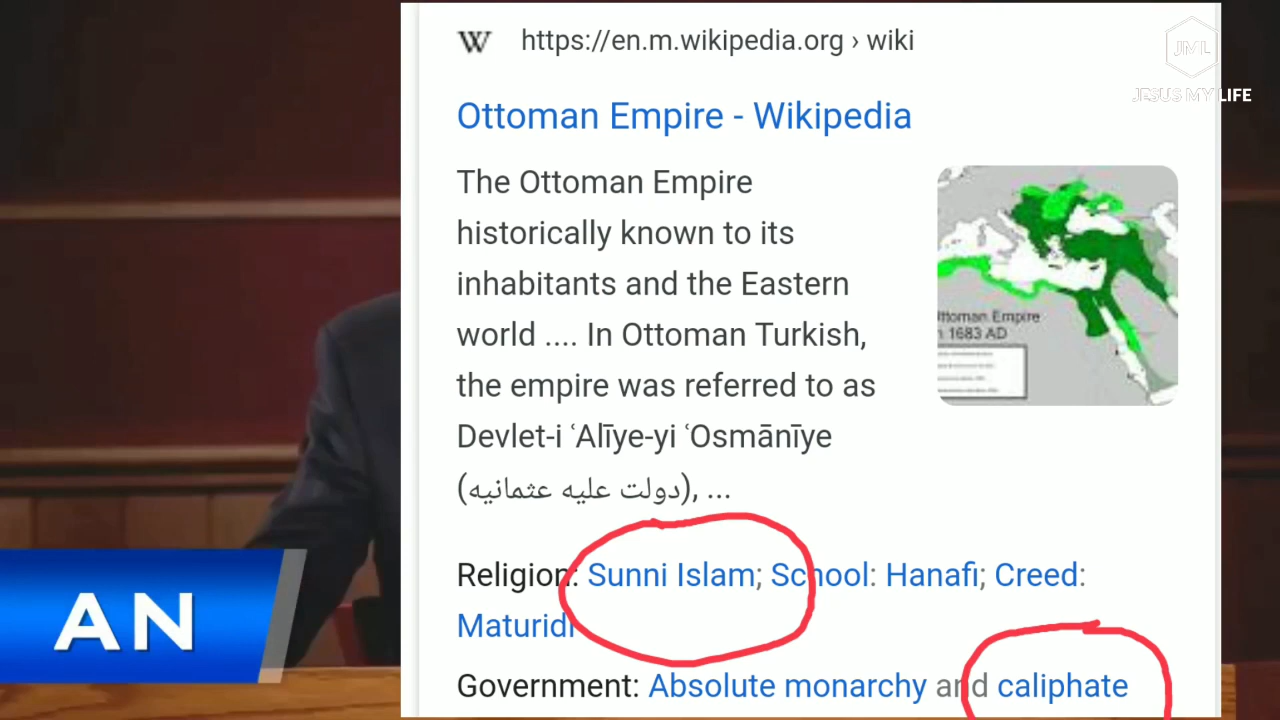 https://en.m.wikipedia.org › wiki
JML
JESUS MY LIFE
Ottoman Empire - Wikipedia
The Ottoman Empire
historically known to its
inhabitants and the Eastern
world .... In Ottoman Turkish,
the empire was referred to as
Devlet-i ʿAlīye-yi ʿOsmānīye
(دولت عليه عثمانیه), ...
ttoman Empire
1683 AD
Religion: Sunni Islam; School: Hanafi; Creed:
Maturidi
Government: Absolute monarchy and caliphate
AN